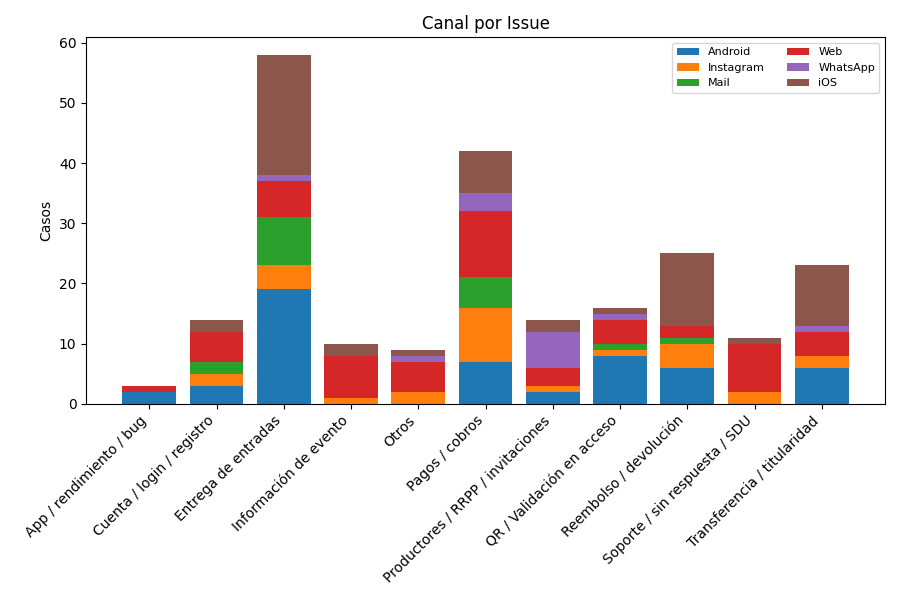 Canal por Issue
Casos
60
50
40
30
20
10
0
Android
Instagram
Mail
Web
WhatsApp
iOS
App / rendimiento / bug
Cuenta / login / registro
Entrega de entradas
Información de evento
Otros
Pagos / cobros
Productores / RRPP / invitaciones
QR / Validación en acceso
Reembolso / devolución
Soporte / sin respuesta / SDU
Transferencia / titularidad